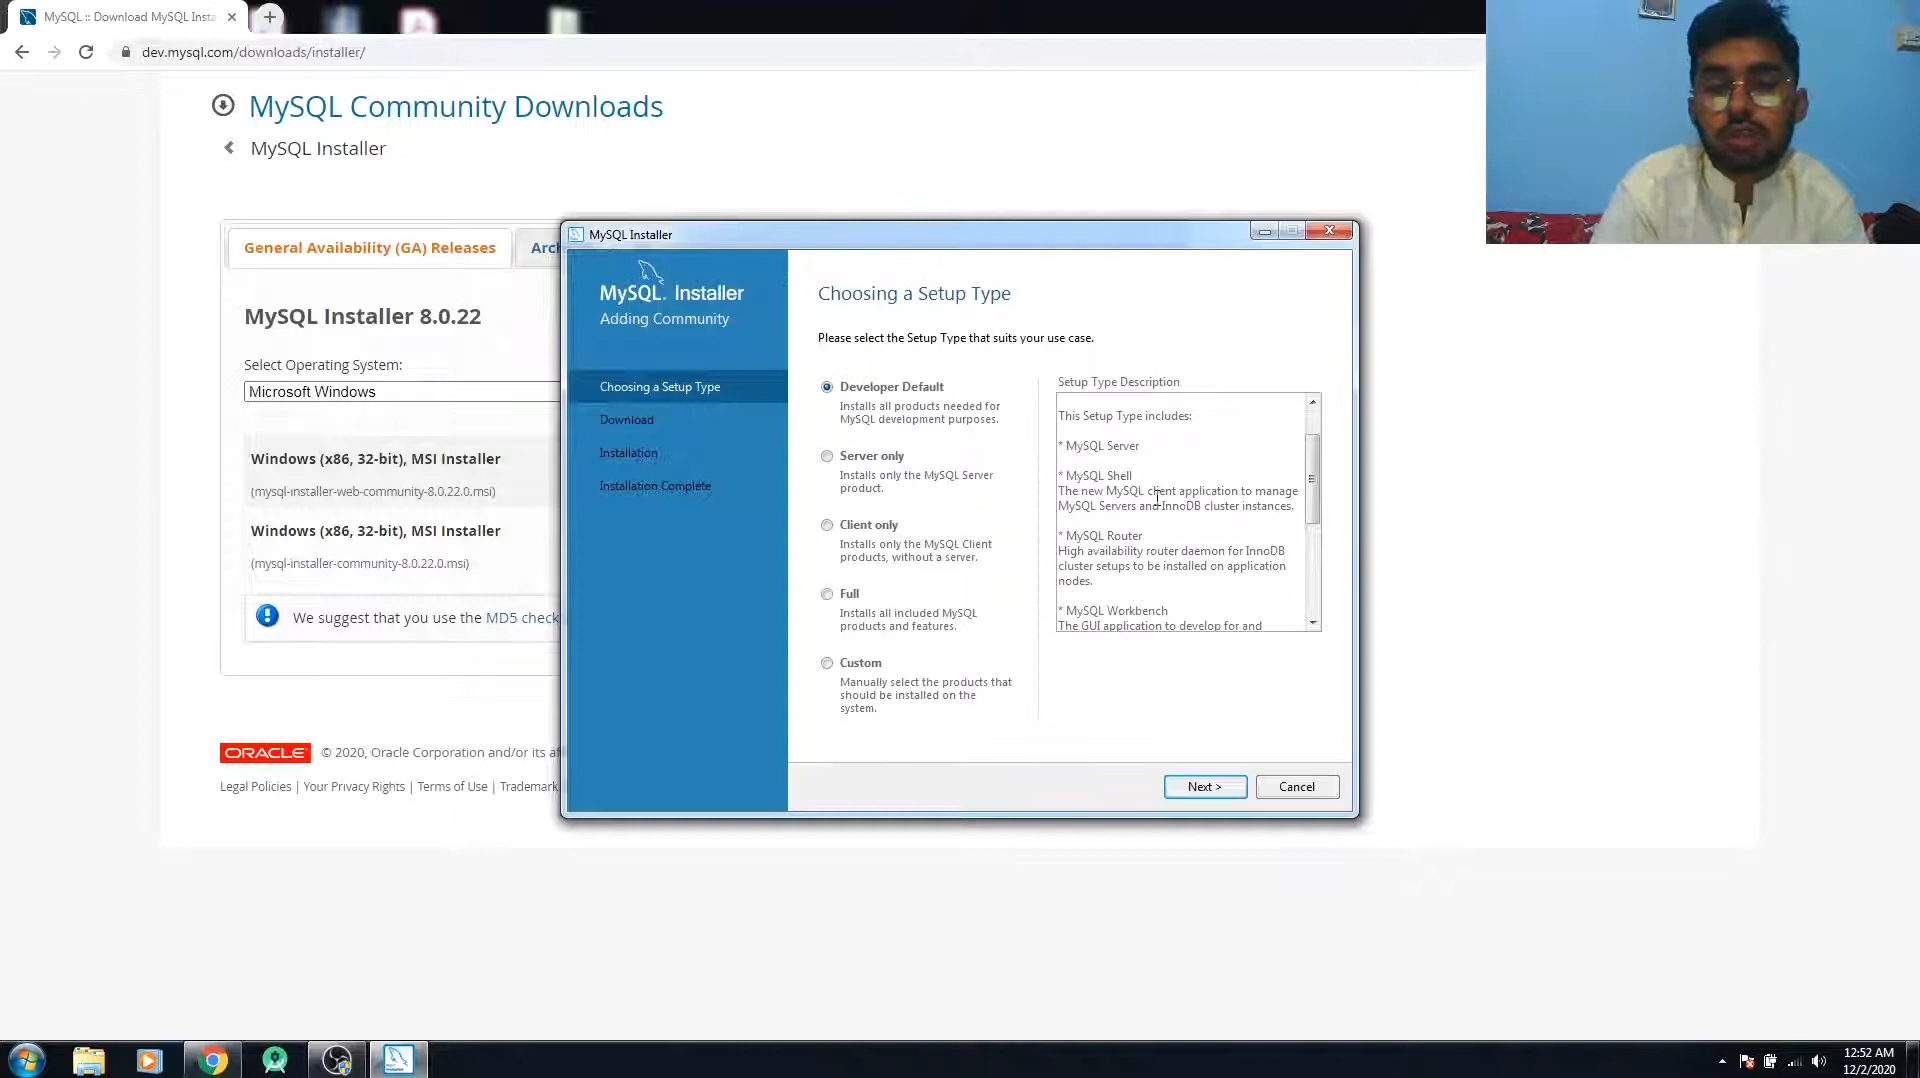 MySQL :: Download MySQL Insta
dev.mysql.com/downloads/installer/
MySQL Community Downloads
MySQL Installer
General Availability (GA) Releases
Arc
MySQL Installer 8.0.22
Select Operating System:
Microsoft Windows
Windows (x86, 32-bit), MSI Installer
(mysql-installer-web-community-8.0.22.0.msi)
Windows (x86, 32-bit), MSI Installer
(mysql-installer-community-8.0.22.0.msi)
We suggest that you use the MD5 check
ORACLE © 2020, Oracle Corporation and/or its af
Legal Policies | Your Privacy Rights | Terms of Use | Trademark
MySQL Installer
MySQL. Installer
Adding Community
Choosing a Setup Type
Download
Installation
Installation Complete
Choosing a Setup Type
Please select the Setup Type that suits your use case.
Developer Default
Installs all products needed for
MySQL development purposes.
Server only
Installs only the MySQL Server
product.
Client only
Installs only the MySQL Client
products, without a server.
Full
Installs all included MySQL
products and features.
Custom
Manually select the products that
should be installed on the
system.
Setup Type Description
This Setup Type includes:
* MySQL Server
* MySQL Shell
The new MySQL client application to manage
MySQL Servers and InnoDB cluster instances.
* MySQL Router
High availability router daemon for InnoDB
cluster setups to be installed on application
nodes.
* MySQL Workbench
The GUI application to develop for and
Next >
Cancel
12:52 AM
12/2/2020